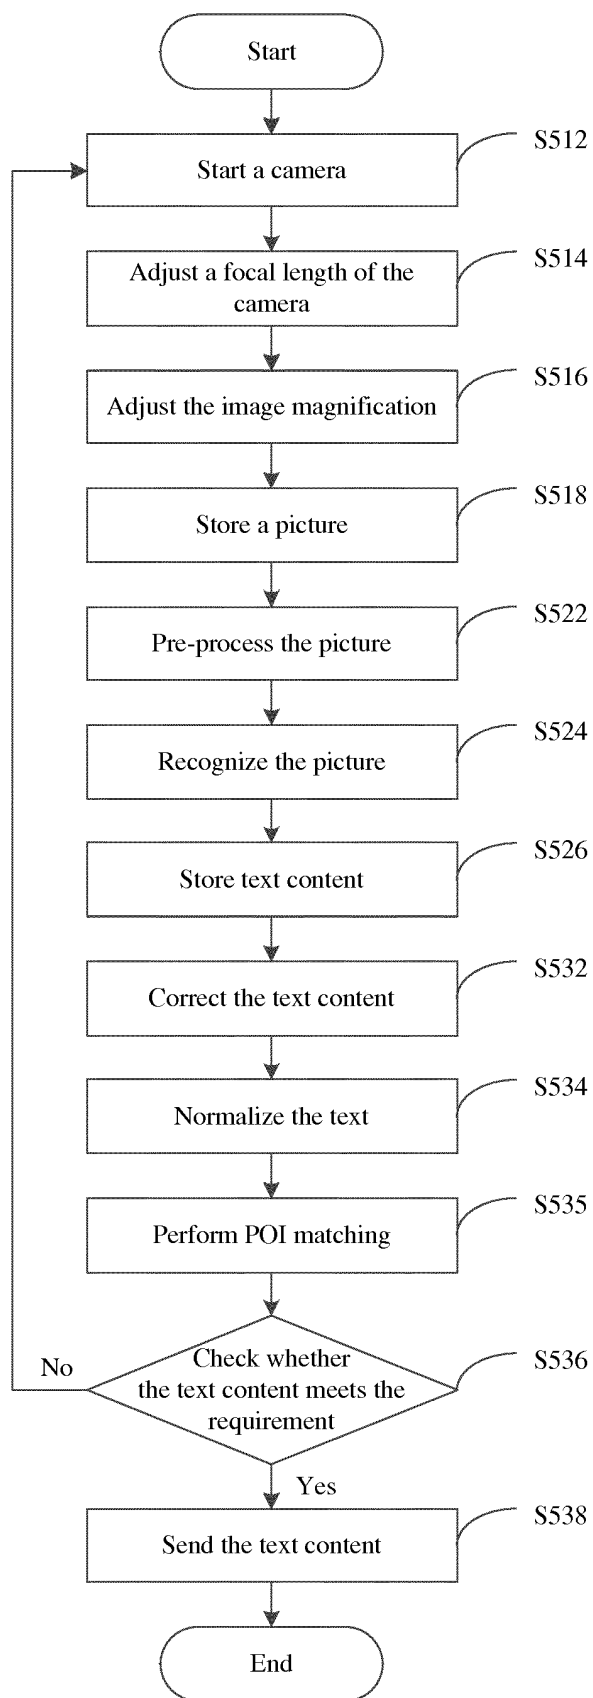 Start
S512
Start a camera
S514
Adjust a focal length of the
camera
S516
Adjust the image magnification
S518
Store a picture
S522
Pre-process the picture
S524
Recognize the picture
S526
Store text content
S532
Correct the text content
S534
Normalize the text
S535
Perform POI matching
S536
Check whether
the text content meets the
requirement
No
Yes
S538
Send the text content
End